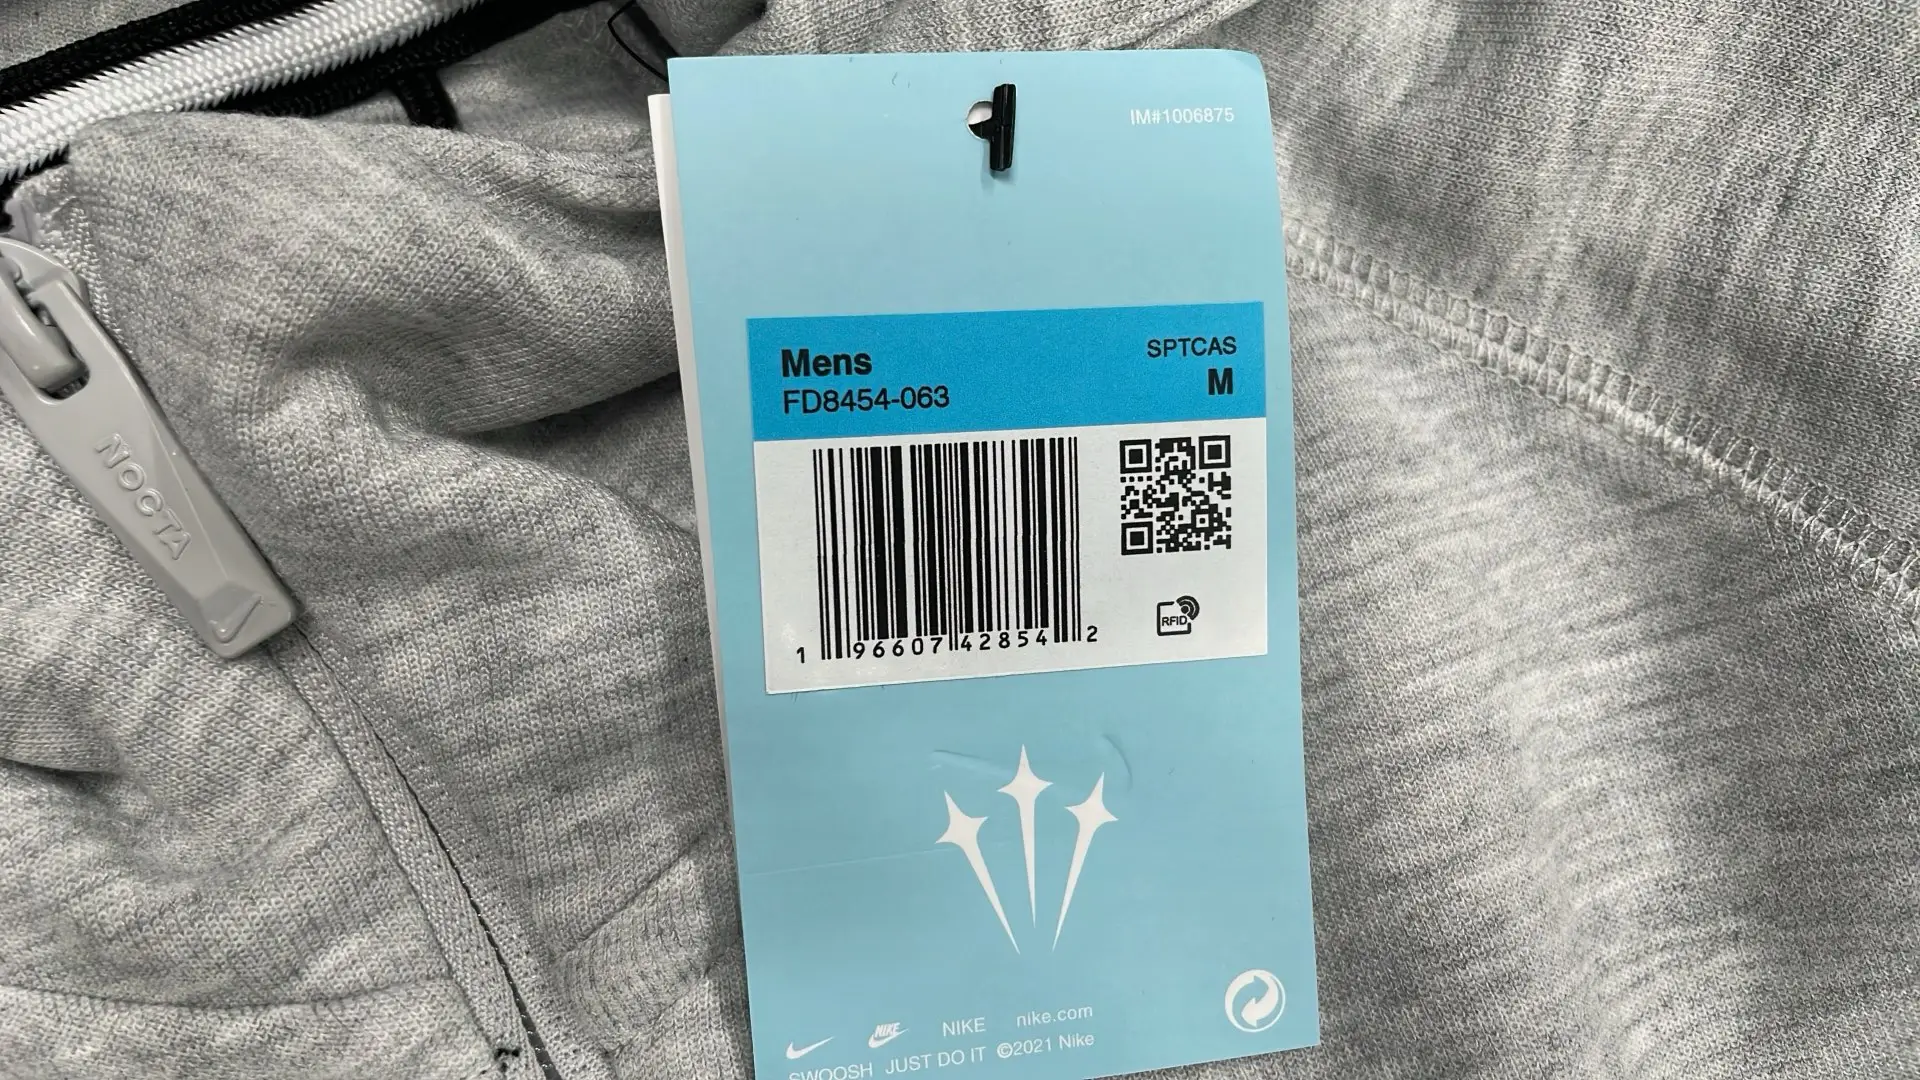 IM#1006875
Mens
FD8454-063
SPTCAS
M
1 96607 42854 2
RFID
NOCTA
NIKE
NIKE
nike.com
SWOOSH JUST DO IT ©2021 Nike